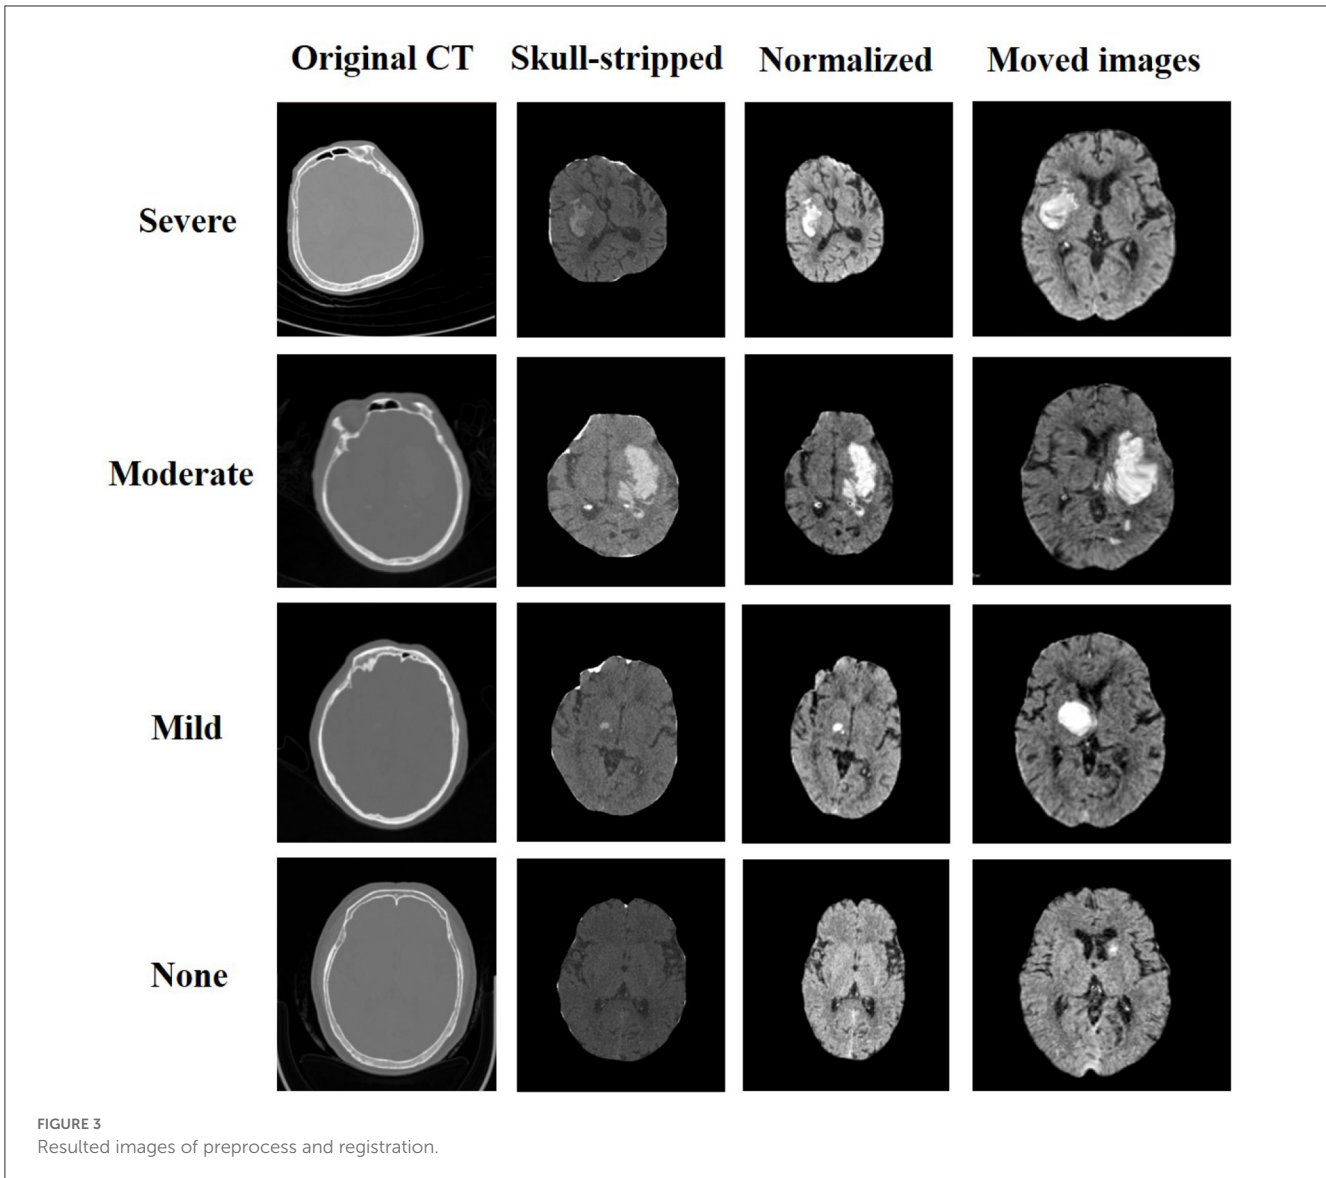 Original CT Skull-stripped Normalized Moved images
Severe
Moderate
Mild
None
FIGURE 3
Resulted images of preprocess and registration.